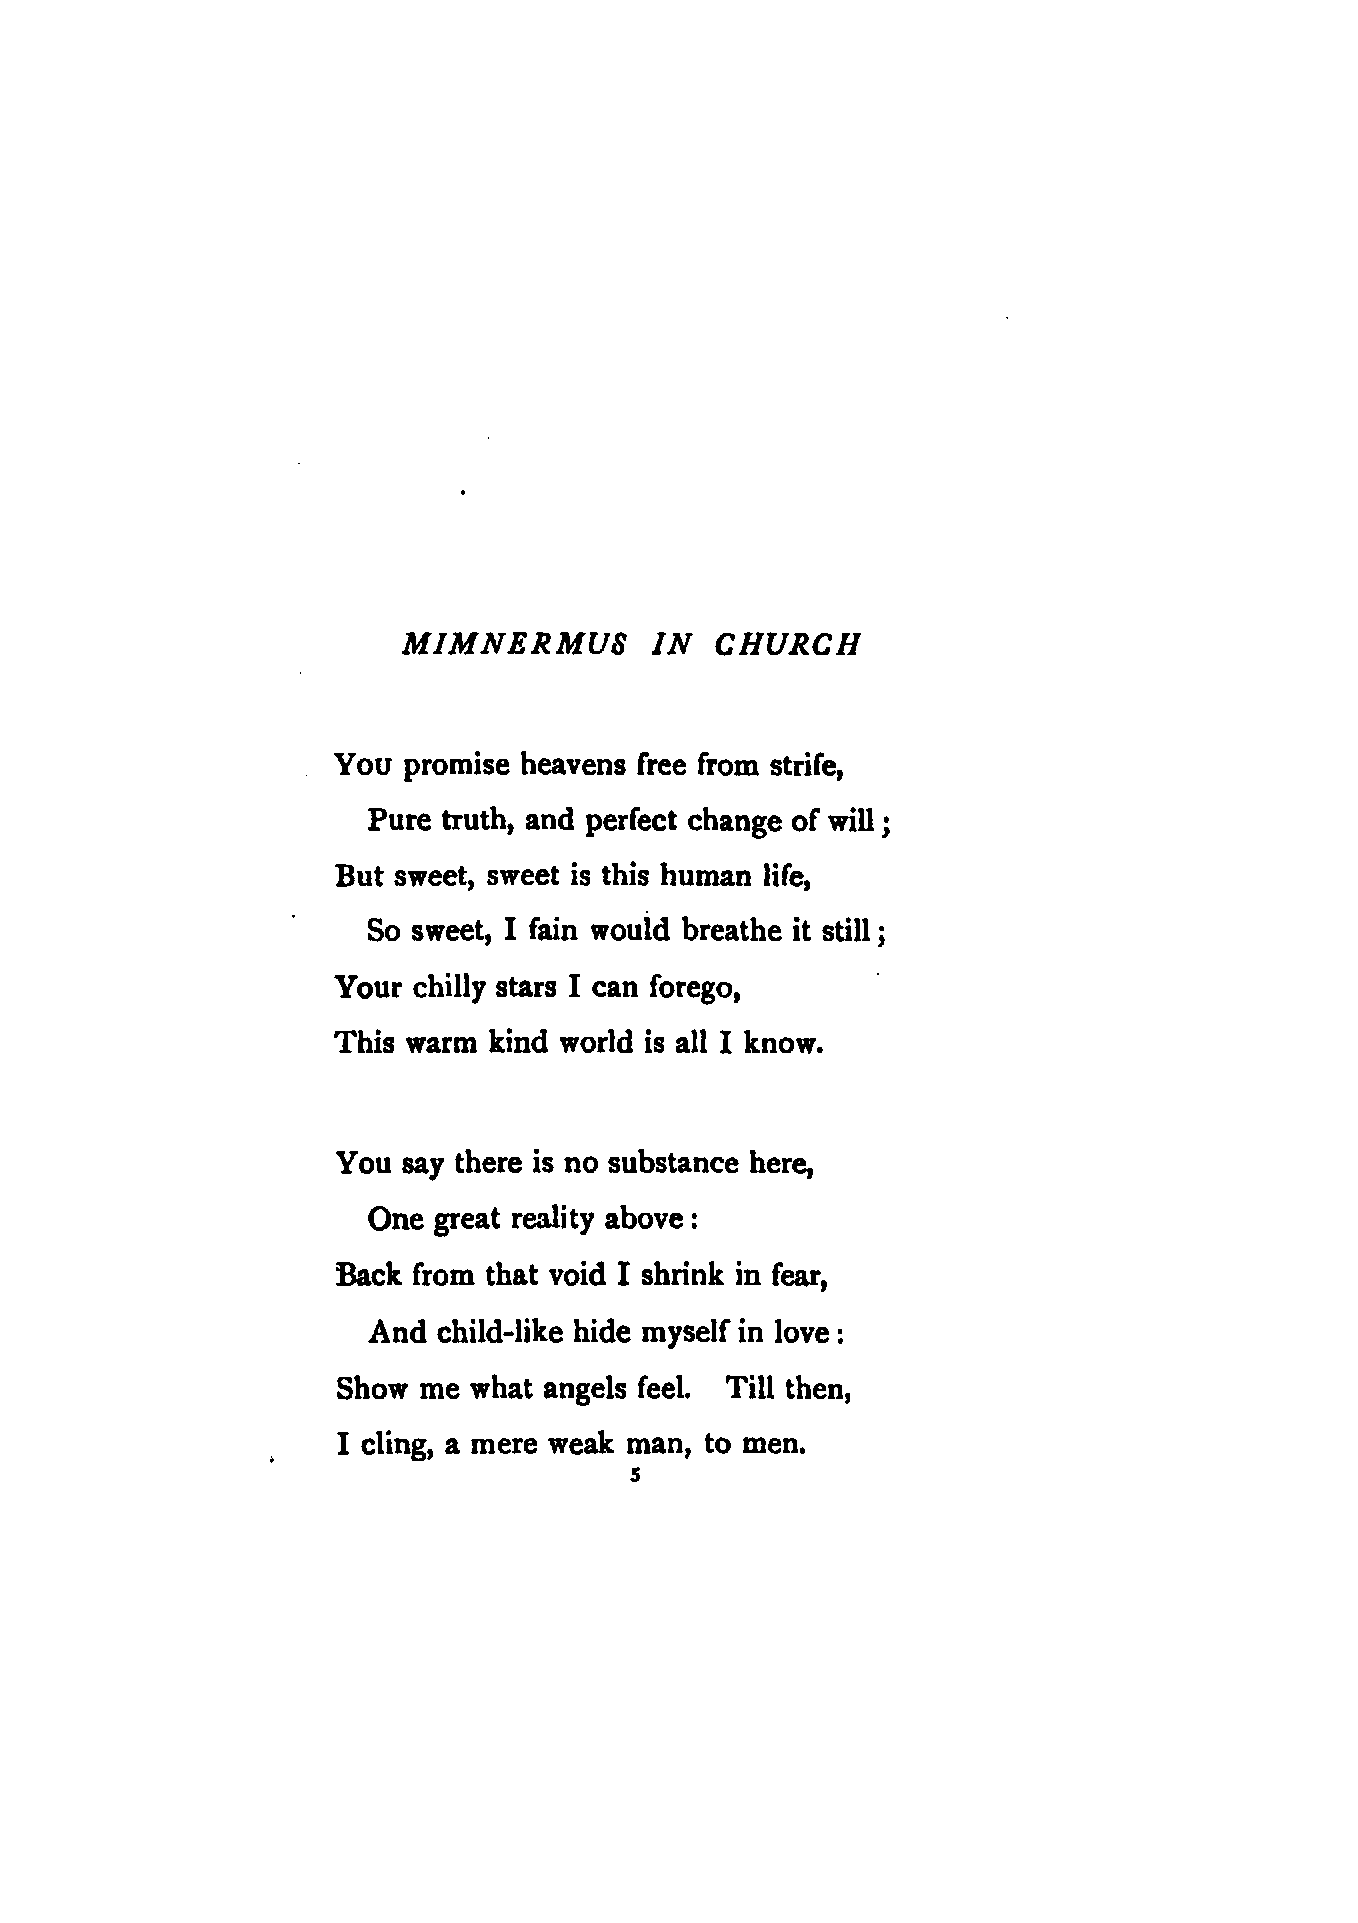 MIMNERMUS IN CHURCH
YOU promise heavens free from strife,
Pure truth, and perfect change of will;
But sweet, sweet is this human life,
So sweet, I fain would breathe it still;
Your chilly stars I can forego,
This warm kind world is all I know.
You say there is no substance here,
One great reality above:
Back from that void I shrink in fear,
And child-like hide myself in love:
Show me what angels feel. Till then,
I cling, a mere weak man, to men.
5